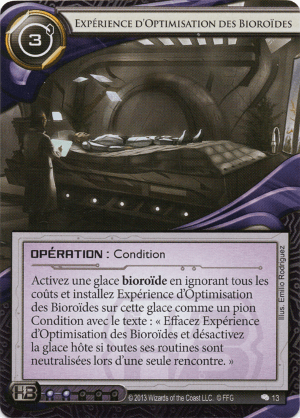 EXPÉRIENCE D'OPTIMISATION DES BIOROÏDES
3
OPÉRATION : Condition
Activez une glace bioroïde en ignorant tous les
coûts et installez Expérience d'Optimisation
des Bioroïdes sur cette glace comme un pion
Condition avec le texte : « Effacez Expérience
d'Optimisation des Bioroïdes et désactivez
la glace hôte si toutes ses routines sont
neutralisées lors d'une seule rencontre. »
Illus. Emilio Rodriguez
HB
© 2013 Wizards of the Coast LLC. © FFG
13